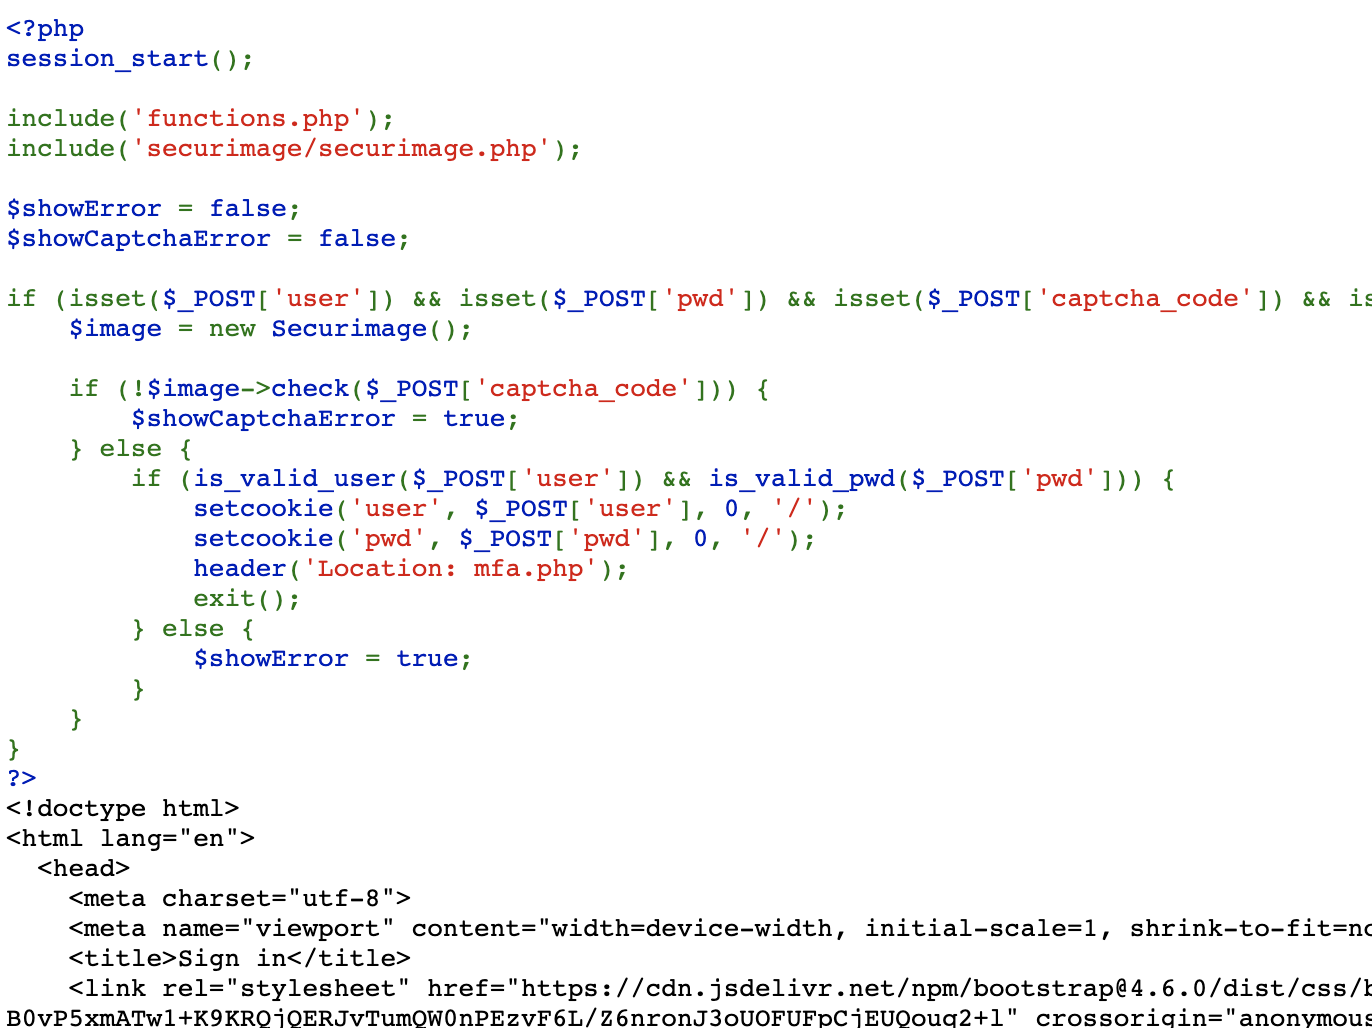 <?php
session_start();
include('functions.php');
include('securimage/securimage.php');
$showError = false;
$showCaptchaError = false;
if (isset($_POST['user']) && isset($_POST['pwd']) && isset($_POST['captcha_code']) && is
    $image = new Securimage();
    if (!$image->check($_POST['captcha_code'])) {
        $showCaptchaError = true;
    } else {
        if (is_valid_user($_POST['user']) && is_valid_pwd($_POST['pwd'])) {
            setcookie('user', $_POST['user'], 0, '/');
            setcookie('pwd', $_POST['pwd'], 0, '/');
            header('Location: mfa.php');
            exit();
        } else {
            $showError = true;
        }
    }
}
?>
<!doctype html>
<html lang="en">
  <head>
    <meta charset="utf-8">
    <meta name="viewport" content="width=device-width, initial-scale=1, shrink-to-fit=no
    <title>Sign in</title>
    <link rel="stylesheet" href="https://cdn.jsdelivr.net/npm/bootstrap@4.6.0/dist/css/b
B0vP5xmATw1+K9KRQjQERJvTumQW0nPEzvF6L/Z6nronJ3oUOFUFpCjEUQouq2+l" crossorigin="anonymou